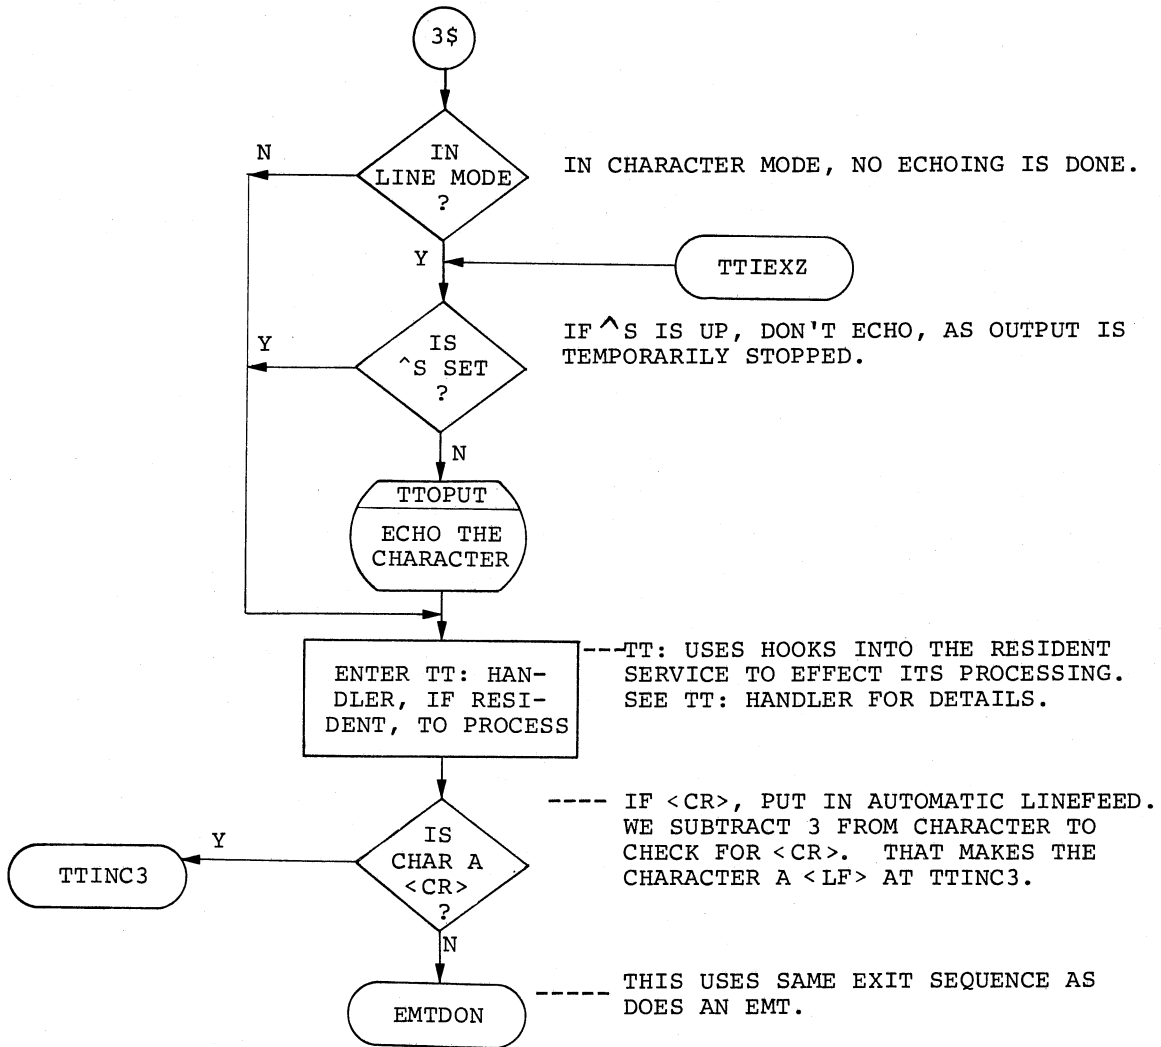 3$
IN
LINE MODE
?
N
IN CHARACTER MODE, NO ECHOING IS DONE.
Y
TTIEXZ
IS
^S SET
?
Y
IF ^S IS UP, DON'T ECHO, AS OUTPUT IS
TEMPORARILY STOPPED.
N
TTOPUT
ECHO THE
CHARACTER
ENTER TT: HAN-
DLER, IF RESI-
DENT, TO PROCESS
---TT: USES HOOKS INTO THE RESIDENT
SERVICE TO EFFECT ITS PROCESSING.
SEE TT: HANDLER FOR DETAILS.
IS
CHAR A
<CR>
?
Y
TTINC3
---- IF <CR>, PUT IN AUTOMATIC LINEFEED.
WE SUBTRACT 3 FROM CHARACTER TO
CHECK FOR <CR>. THAT MAKES THE
CHARACTER A <LF> AT TTINC3.
N
EMTDON
----- THIS USES SAME EXIT SEQUENCE AS
DOES AN EMT.